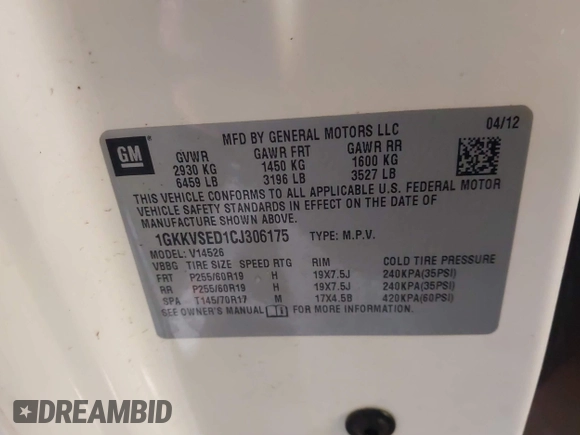 MFD BY GENERAL MOTORS LLC 04/12
GM
GVWR GAWR FRT GAWR RR
2930 KG 1450 KG 1600 KG
6459 LB 3196 LB 3527 LB
THIS VEHICLE CONFORMS TO ALL APPLICABLE U.S. FEDERAL MOTOR
VEHICLE SAFETY STANDARDS IN EFFECT ON THE DATE OF
MANUFACTURE SHOWN ABOVE.
1GKKVSED1CJ306175 TYPE: M.P.V.
MODEL: V14526
VBBG TIRE SIZE SPEED RTG RIM COLD TIRE PRESSURE
FRT P255/60R19 H 19X7.5J 240KPA(35PSI)
RR P255/60R19 H 19X7.5J 240KPA(35PSI)
SPA T145/70R17 M 17X4.5B 420KPA(60PSI)
SEE OWNER'S MANUAL FOR MORE INFORMATION.
DREAMBID